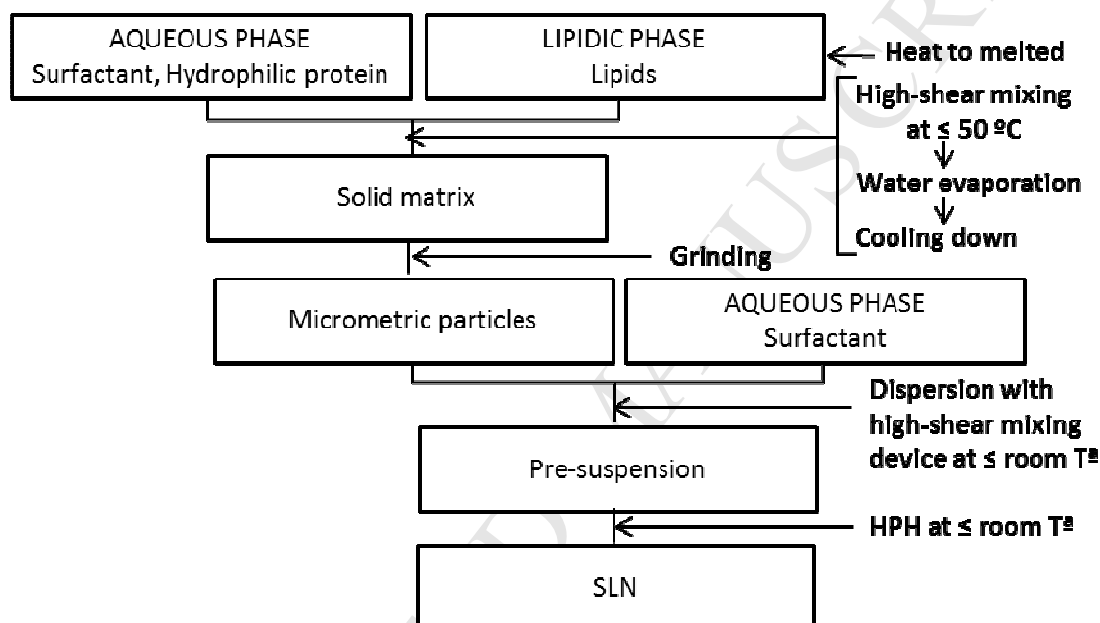 AQUEOUS PHASE
Surfactant, Hydrophilic protein
LIPIDIC PHASE
Lipids
Heat to melted
High-shear mixing
at ≤ 50 ºC
Water evaporation
Cooling down
Solid matrix
Grinding
Micrometric particles
AQUEOUS PHASE
Surfactant
Dispersion with
high-shear mixing
device at ≤ room Tª
Pre-suspension
HPH at ≤ room Tª
SLN